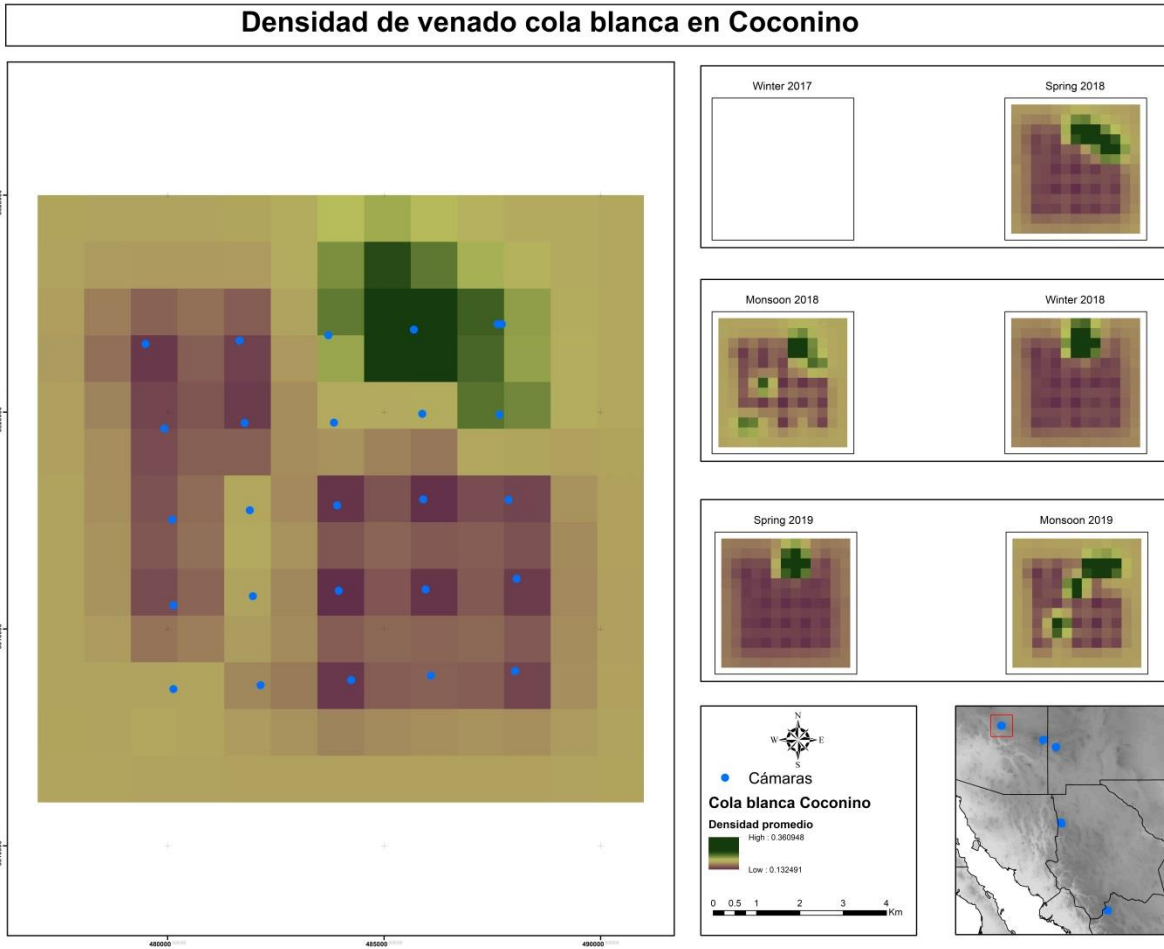 Densidad de venado cola blanca en Coconino
Winter 2017
Spring 2018
Monsoon 2018
Winter 2018
Spring 2019
Monsoon 2019
N
W E
S
Cámaras
Cola blanca Coconino
Densidad promedio
High : 0.360948
Low : 0.132491
0 0.5 1 2 3 4
Km
480000 485000 490000